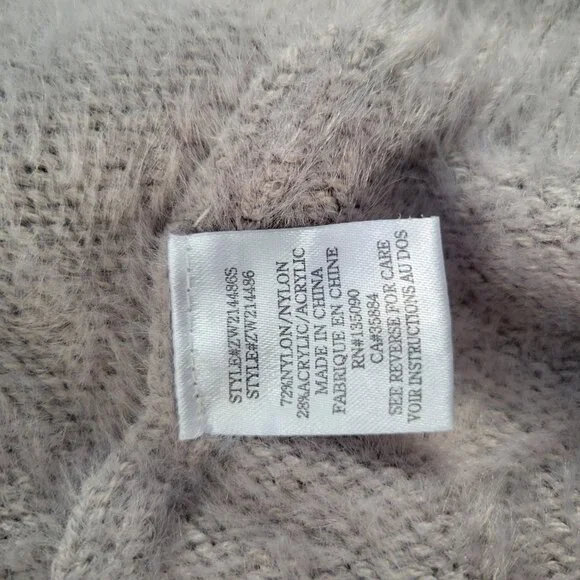 STYLE#ZW214486S
STYLE#ZW214486
72%NYLON/NYLON
28%ACRYLIC/ACRYLIC
MADE IN CHINA
FABRIQUE EN CHINE
RN#135090
CA#35884
SEE REVERSE FOR CARE
VOIR INSTRUCTIONS AU DOS